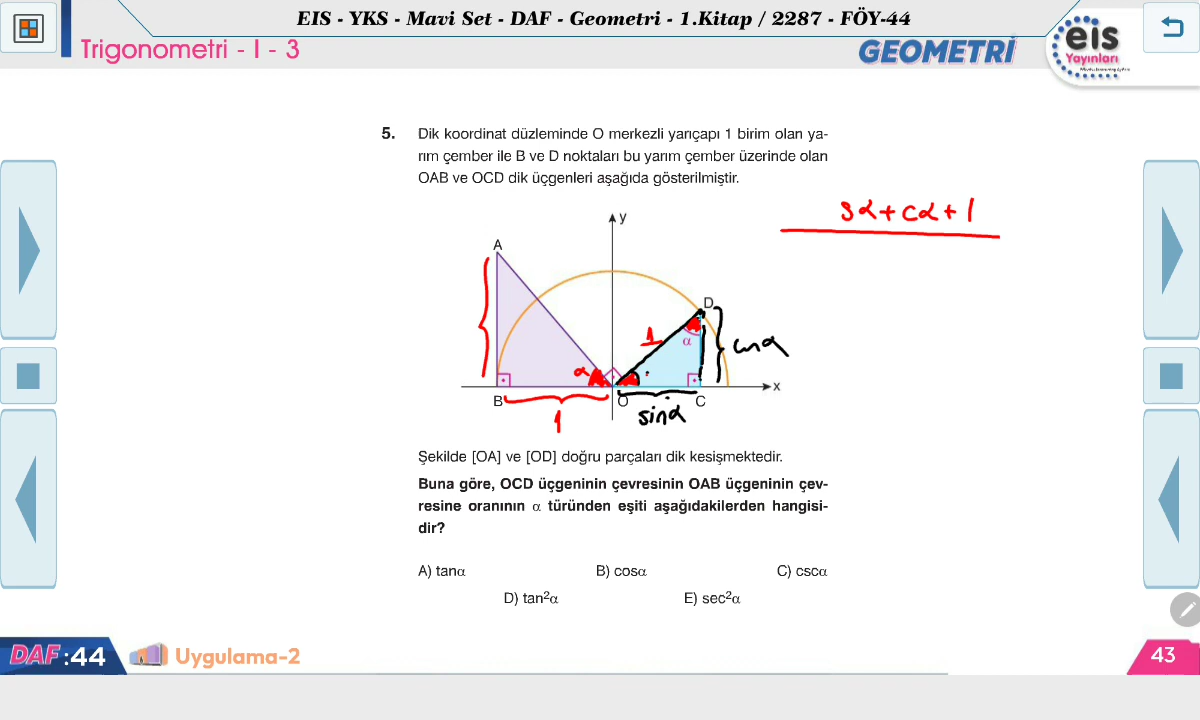 EIS - YKS - Mavi Set - DAF - Geometri - 1.Kitap / 2287 - FÖY-44
Trigonometri - I - 3
GEOMETRİ
eis
Yayınları
5. Dik koordinat düzleminde O merkezli yarıçapı 1 birim olan ya-
rım çember ile B ve D noktaları bu yarım çember üzerinde olan
OAB ve OCD dik üçgenleri aşağıda gösterilmiştir.
sα+cα+1
y
A
D
1
α
cosα
α
x
B
O
C
1
sinα
Şekilde [OA] ve [OD] doğru parçaları dik kesişmektedir.
Buna göre, OCD üçgeninin çevresinin OAB üçgeninin çev-
resine oranının α türünden eşiti aşağıdakilerden hangisi-
dir?
A) tanα B) cosα C) cscα
D) tan²α E) sec²α
DAF:44
Uygulama-2
43